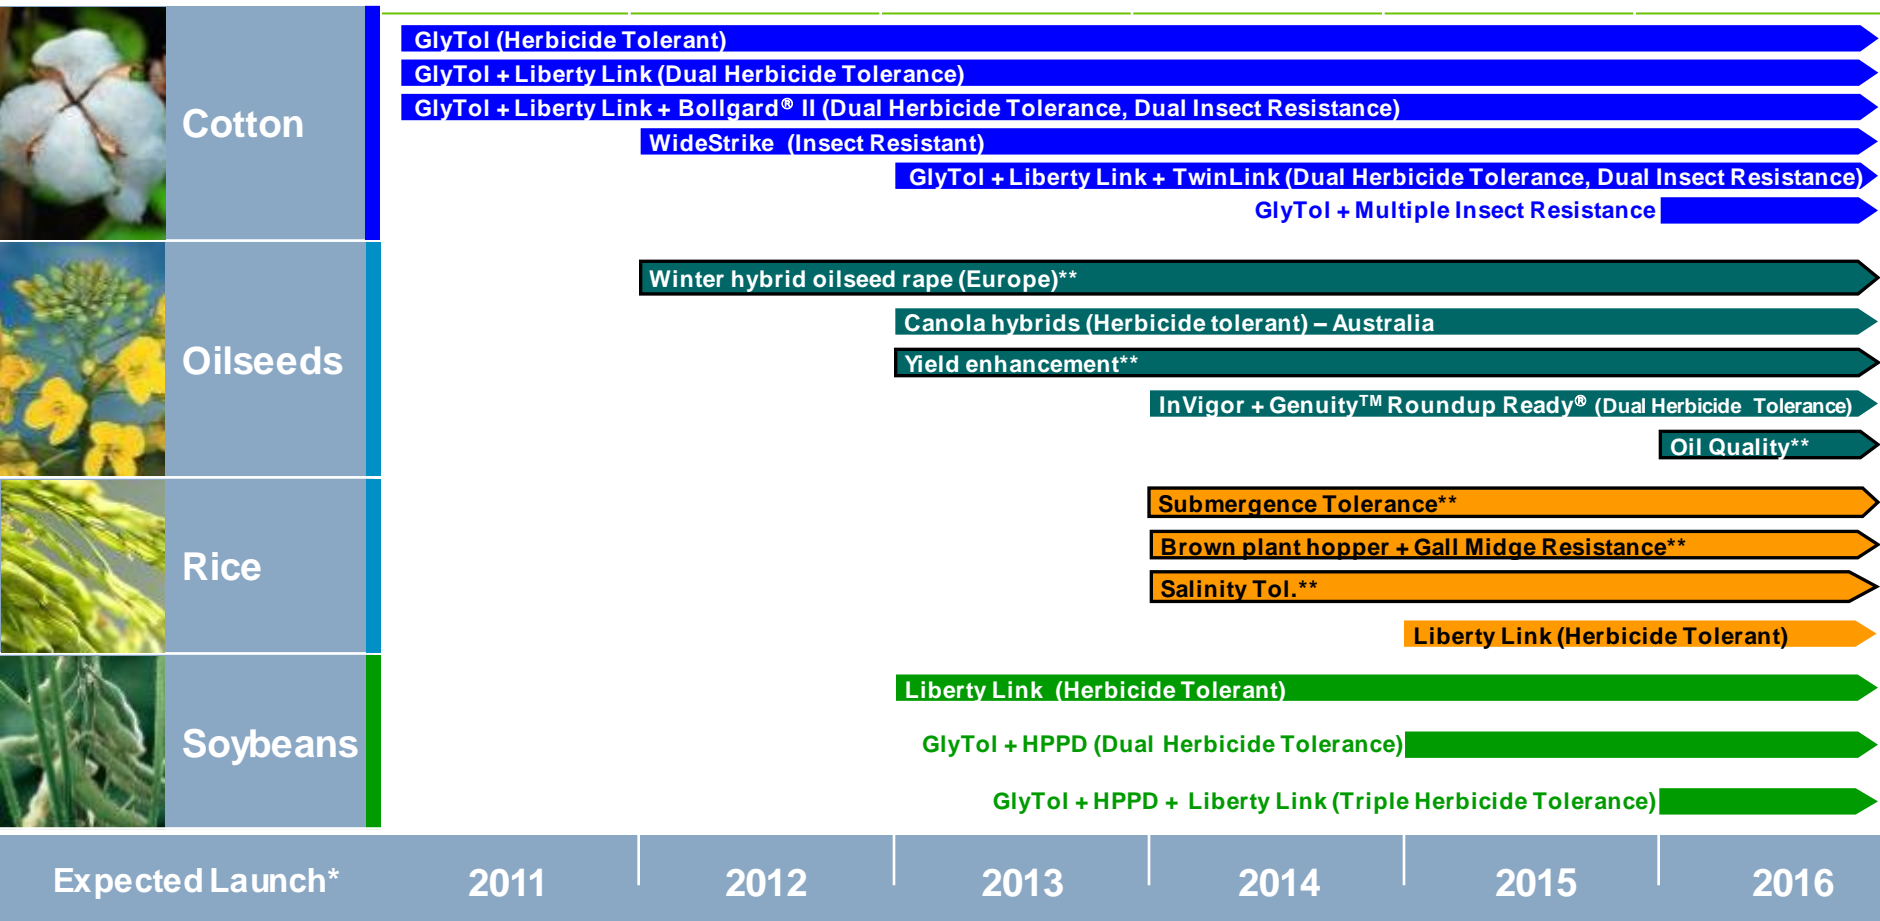 GlyTol (Herbicide Tolerant)
GlyTol + Liberty Link (Dual Herbicide Tolerance)
GlyTol + Liberty Link + Bollgard® II (Dual Herbicide Tolerance, Dual Insect Resistance)
Cotton
WideStrike (Insect Resistant)
GlyTol + Liberty Link + TwinLink (Dual Herbicide Tolerance, Dual Insect Resistance)
GlyTol + Multiple Insect Resistance
Winter hybrid oilseed rape (Europe)**
Canola hybrids (Herbicide tolerant) – Australia
Oilseeds
Yield enhancement**
InVigor + Genuity™ Roundup Ready® (Dual Herbicide Tolerance)
Oil Quality**
Submergence Tolerance**
Brown plant hopper + Gall Midge Resistance**
Rice
Salinity Tol.**
Liberty Link (Herbicide Tolerant)
Liberty Link (Herbicide Tolerant)
Soybeans
GlyTol + HPPD (Dual Herbicide Tolerance)
GlyTol + HPPD + Liberty Link (Triple Herbicide Tolerance)
Expected Launch* 2011 2012 2013 2014 2015 2016